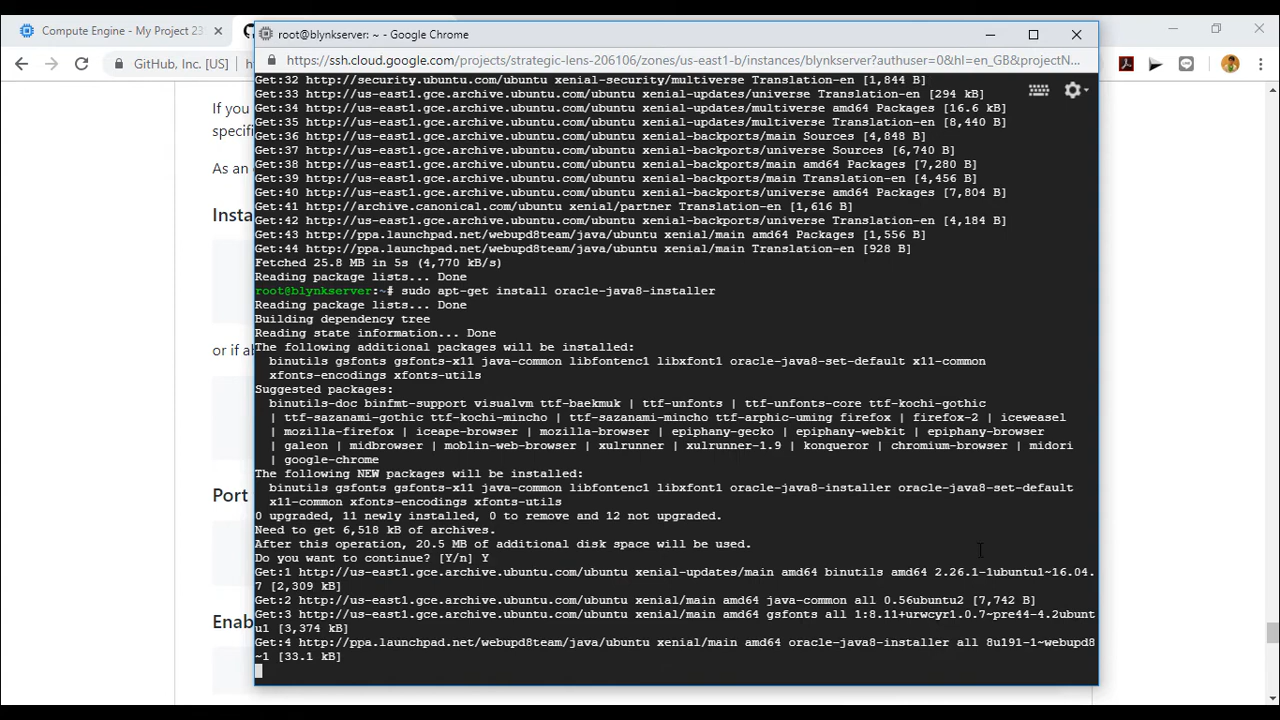 Compute Engine - My Project 23
root@blynkserver: ~ - Google Chrome
GitHub, Inc. [US]
https://ssh.cloud.google.com/projects/strategic-lens-206106/zones/us-east1-b/instances/blynkserver?authuser=0&hl=en_GB&projectN...
If you
specifi
As an
Insta
or if al
Port
Enab
Get:32 http://security.ubuntu.com/ubuntu xenial-security/multiverse Translation-en [1,844 B]
Get:33 http://us-east1.gce.archive.ubuntu.com/ubuntu xenial-updates/universe Translation-en [294 kB]
Get:34 http://us-east1.gce.archive.ubuntu.com/ubuntu xenial-updates/multiverse amd64 Packages [16.6 kB]
Get:35 http://us-east1.gce.archive.ubuntu.com/ubuntu xenial-updates/multiverse Translation-en [8,440 B]
Get:36 http://us-east1.gce.archive.ubuntu.com/ubuntu xenial-backports/main Sources [4,848 B]
Get:37 http://us-east1.gce.archive.ubuntu.com/ubuntu xenial-backports/universe Sources [6,740 B]
Get:38 http://us-east1.gce.archive.ubuntu.com/ubuntu xenial-backports/main amd64 Packages [7,280 B]
Get:39 http://us-east1.gce.archive.ubuntu.com/ubuntu xenial-backports/main Translation-en [4,456 B]
Get:40 http://us-east1.gce.archive.ubuntu.com/ubuntu xenial-backports/universe amd64 Packages [7,804 B]
Get:41 http://archive.canonical.com/ubuntu xenial/partner Translation-en [1,616 B]
Get:42 http://us-east1.gce.archive.ubuntu.com/ubuntu xenial-backports/universe Translation-en [4,184 B]
Get:43 http://ppa.launchpad.net/webupd8team/java/ubuntu xenial/main amd64 Packages [1,556 B]
Get:44 http://ppa.launchpad.net/webupd8team/java/ubuntu xenial/main Translation-en [928 B]
Fetched 25.8 MB in 5s (4,770 kB/s)
Reading package lists... Done
root@blynkserver:~# sudo apt-get install oracle-java8-installer
Reading package lists... Done
Building dependency tree
Reading state information... Done
The following additional packages will be installed:
binutils gsfonts gsfonts-x11 java-common libfontenc1 libxfont1 oracle-java8-set-default x11-common
xfonts-encodings xfonts-utils
Suggested packages:
binutils-doc binfmt-support visualvm ttf-baekmuk | ttf-unfonts | ttf-unfonts-core ttf-kochi-gothic
| ttf-sazanami-gothic ttf-kochi-mincho | ttf-sazanami-mincho ttf-arphic-uming firefox | firefox-2 | iceweasel
| mozilla-firefox | iceape-browser | mozilla-browser | epiphany-gecko | epiphany-webkit | epiphany-browser
| galeon | midbrowser | moblin-web-browser | xulrunner | xulrunner-1.9 | konqueror | chromium-browser | midori
| google-chrome
The following NEW packages will be installed:
binutils gsfonts gsfonts-x11 java-common libfontenc1 libxfont1 oracle-java8-installer oracle-java8-set-default
x11-common xfonts-encodings xfonts-utils
0 upgraded, 11 newly installed, 0 to remove and 12 not upgraded.
Need to get 6,518 kB of archives.
After this operation, 20.5 MB of additional disk space will be used.
Do you want to continue? [Y/n] Y
Get:1 http://us-east1.gce.archive.ubuntu.com/ubuntu xenial-updates/main amd64 binutils amd64 2.26.1-1ubuntu1~16.04.
7 [2,309 kB]
Get:2 http://us-east1.gce.archive.ubuntu.com/ubuntu xenial/main amd64 java-common all 0.56ubuntu2 [7,742 B]
Get:3 http://us-east1.gce.archive.ubuntu.com/ubuntu xenial/main amd64 gsfonts all 1:8.11+urwcyr1.0.7~pre44-4.2ubunt
u1 [3,374 kB]
Get:4 http://ppa.launchpad.net/webupd8team/java/ubuntu xenial/main amd64 oracle-java8-installer all 8u191-1~webupd8
~1 [33.1 kB]